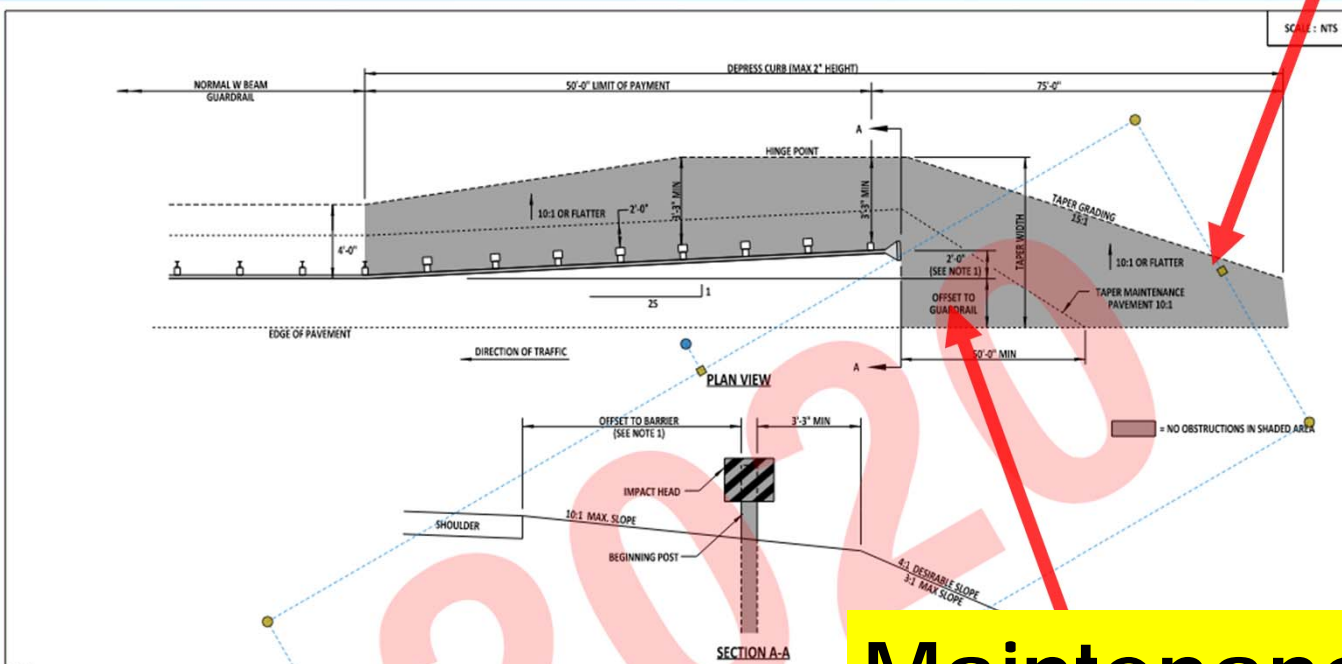 SCALE : NTS
DEPRESS CURB (MAX 2" HEIGHT)
NORMAL W BEAM
GUARDRAIL
50'-0" LIMIT OF PAYMENT
75'-0"
A
HINGE POINT
3'-3" MIN
3'-3" MIN
TAPER WIDTH
TAPER GRADING
15:1
10:1 OR FLATTER
2'-0"
4'-0"
2'-0"
(SEE NOTE 1)
10:1 OR FLATTER
OFFSET TO
GUARDRAIL
TAPER MAINTENANCE
PAVEMENT 10:1
1
25
EDGE OF PAVEMENT
DIRECTION OF TRAFFIC
50'-0" MIN
A
PLAN VIEW
OFFSET TO BARRIER
(SEE NOTE 1)
3'-3" MIN
= NO OBSTRUCTIONS IN SHADED AREA
IMPACT HEAD
SHOULDER
10:1 MAX. SLOPE
BEGINNING POST
4:1 DESIRABLE SLOPE
3:1 MAX SLOPE
SECTION A-A
2020